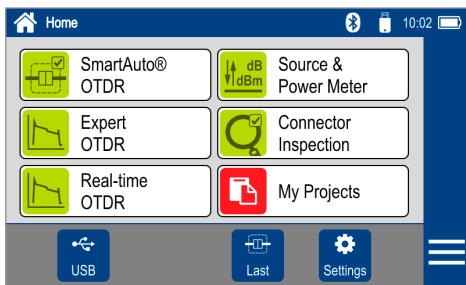 Home
10:02
SmartAuto®
OTDR
dB
dBm
Source &
Power Meter
Expert
OTDR
Connector
Inspection
Real-time
OTDR
My Projects
USB
Last
Settings